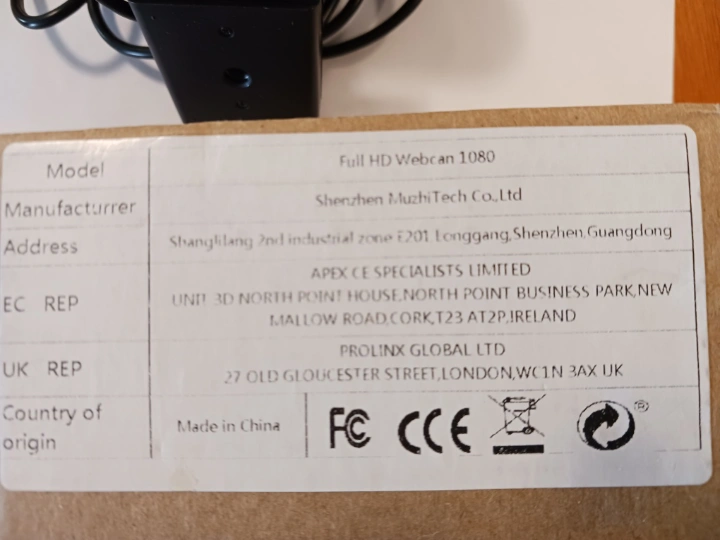 Model Full HD Webcan 1080
Manufacturrer Shenzhen MuzhiTech Co.,Ltd
Address Shanglilang 2nd industrial zone E201 Longgang,Shenzhen,Guangdong
APEX CE SPECIALISTS LIMITED
EC REP UNIT 3D NORTH POINT HOUSE,NORTH POINT BUSINESS PARK,NEW
MALLOW ROAD,CORK,T23 AT2P,IRELAND
PROLINX GLOBAL LTD
UK REP 27 OLD GLOUCESTER STREET,LONDON,WC1N 3AX UK
Country of
origin
Made in China
FC CE
®